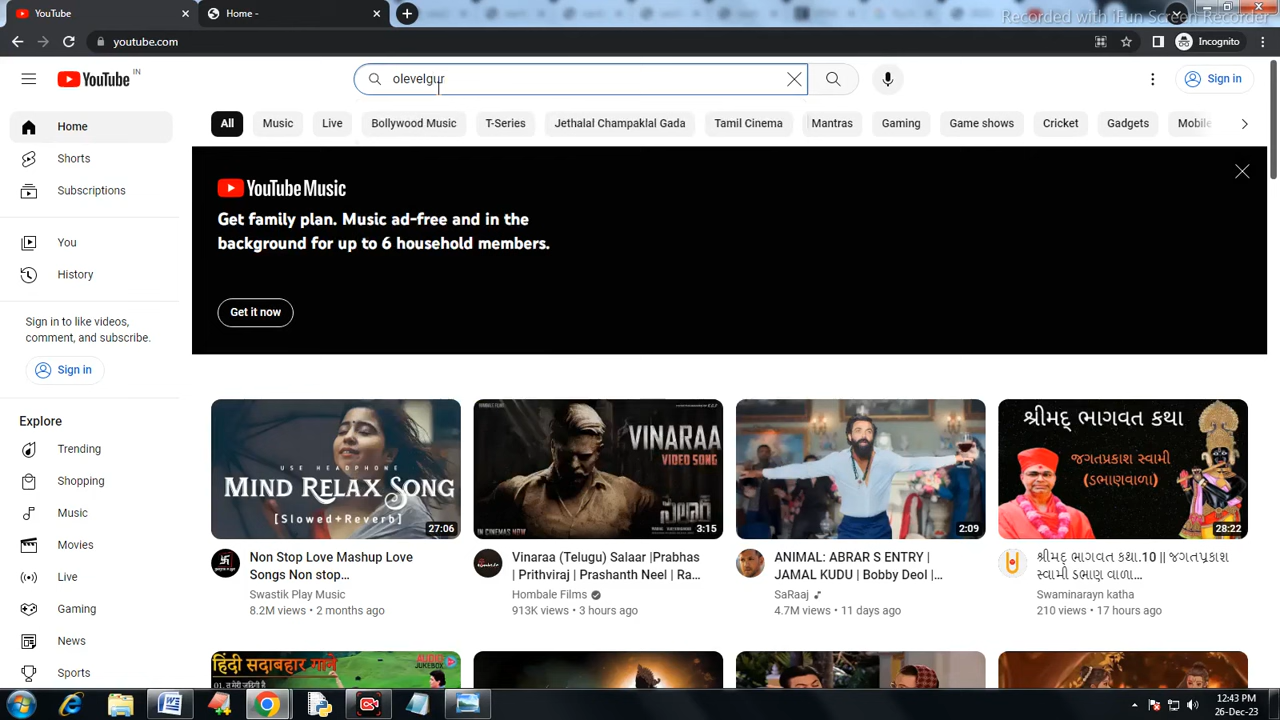 YouTube
Home -
Recorded with iFun Screen Recorder
youtube.com
Incognito
YouTube IN
olevelgur
Sign in
Home
Shorts
Subscriptions
You
History
Sign in to like videos,
comment, and subscribe.
Sign in
Explore
Trending
Shopping
Music
Movies
Live
Gaming
News
Sports
All
Music
Live
Bollywood Music
T-Series
Jethalal Champaklal Gada
Tamil Cinema
Mantras
Gaming
Game shows
Cricket
Gadgets
Mobile
YouTube Music
Get family plan. Music ad-free and in the
background for up to 6 household members.
Get it now
USE HEADPHONE
MIND RELAX SONG
[Slowed+Reverb]
27:06
Non Stop Love Mashup Love
Songs Non stop...
Swastik Play Music
8.2M views • 2 months ago
VINARAA
VIDEO SONG
IN CINEMAS NOW
3:15
Vinaraa (Telugu) Salaar |Prabhas
| Prithviraj | Prashanth Neel | Ra...
Hombale Films
913K views • 3 hours ago
2:09
ANIMAL: ABRAR S ENTRY |
JAMAL KUDU | Bobby Deol |...
SaRaaj
4.7M views • 11 days ago
શ્રીમદ્ ભાગવત કથા
જગતપ્રકાશ સ્વામી
(ડભાણવાળા)
28:22
શ્રીમદ્ ભાગવત કથા.10 || જગતપ્રકાશ
સ્વામી ડભાણ વાળા...
Swaminarayn katha
210 views • 17 hours ago
हिंदी सदाबहार गाने
JUKEBOX
12:43 PM
26-Dec-23